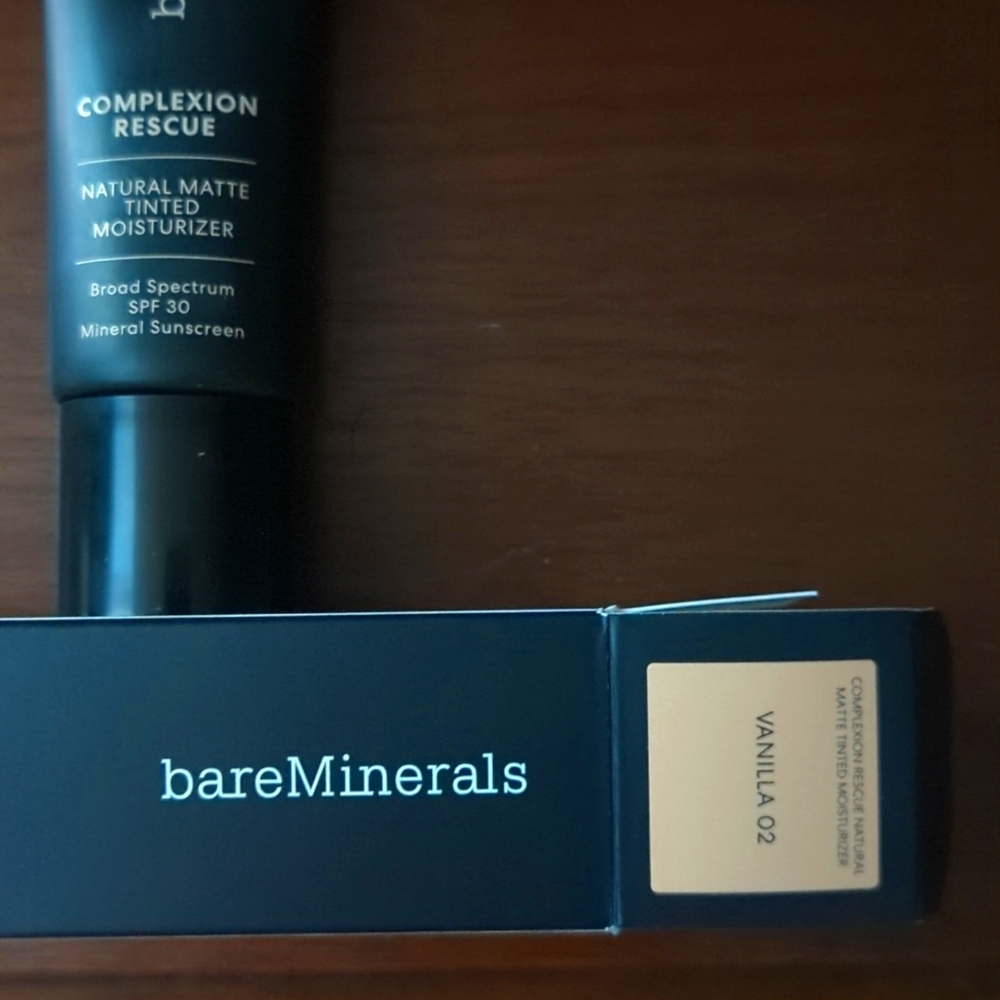 b
COMPLEXION
RESCUE
NATURAL MATTE
TINTED
MOISTURIZER
Broad Spectrum
SPF 30
Mineral Sunscreen
bareMinerals
COMPLEXION RESCUE NATURAL
MATTE TINTED MOISTURIZER
VANILLA 02